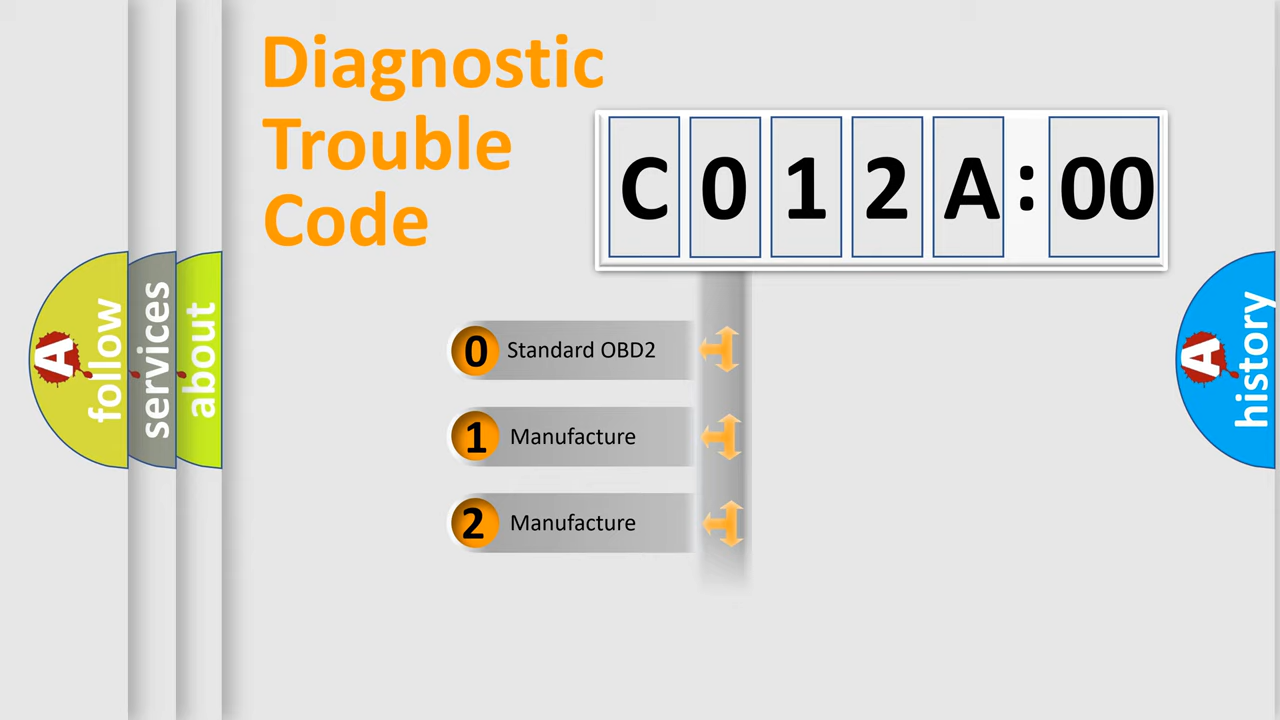 Diagnostic
Trouble
Code
C012A:00
0 Standard OBD2
1 Manufacture
2 Manufacture
A follow
services
about
A history